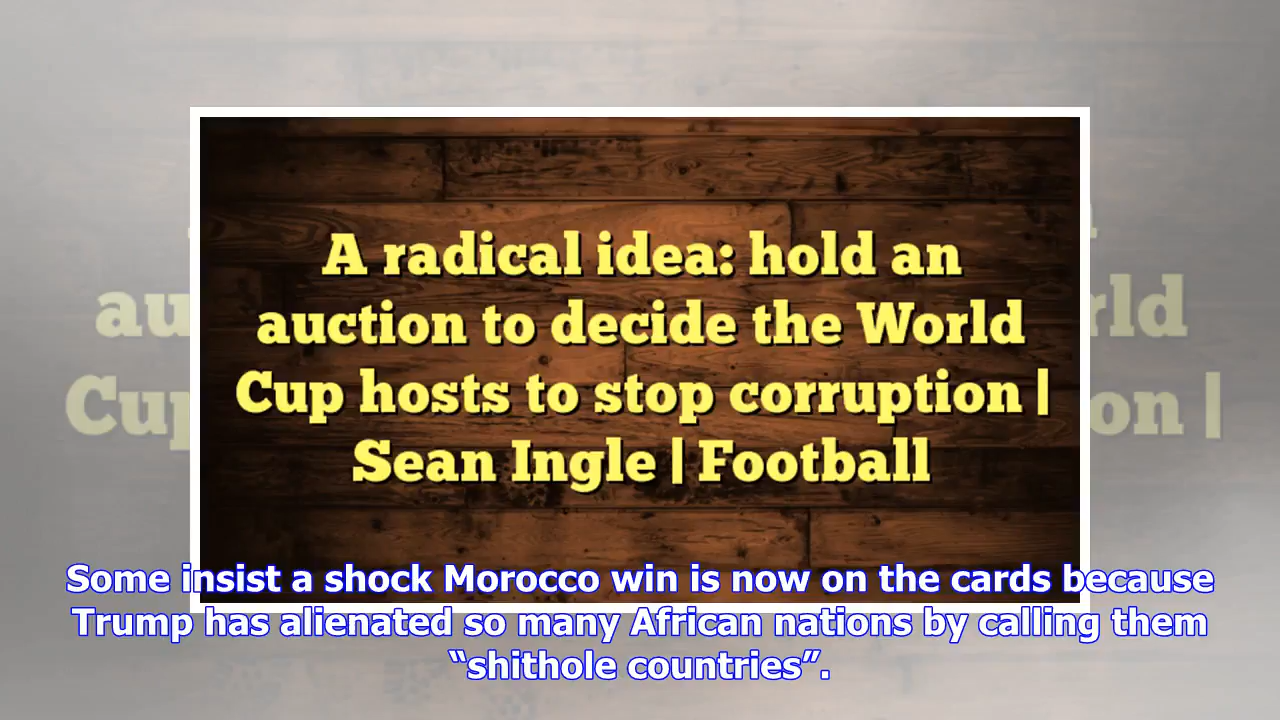 A radical idea: hold an
auction to decide the World
Cup hosts to stop corruption |
Sean Ingle | Football
Some insist a shock Morocco win is now on the cards because
Trump has alienated so many African nations by calling them
“shithole countries”.